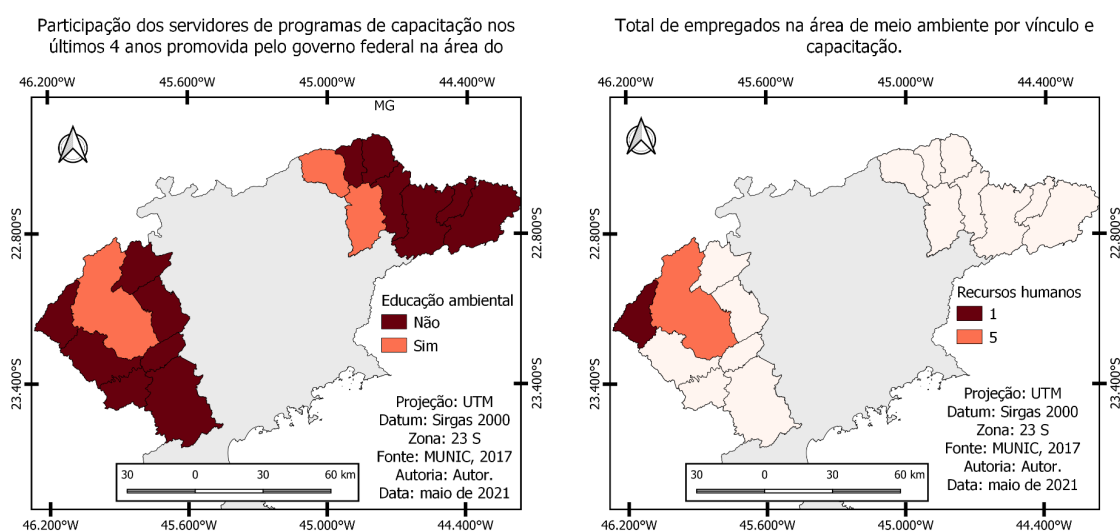 Participação dos servidores de programas de capacitação nos
últimos 4 anos promovida pelo governo federal na área do
46.200°W 45.600°W 45.000°W 44.400°W
MG
22.800°S
22.800°S
23.400°S
23.400°S
Educação ambiental
Não
Sim
Projeção: UTM
Datum: Sirgas 2000
Zona: 23 S
Fonte: MUNIC, 2017
Autoria: Autor.
Data: maio de 2021
30 0 30 60 km
46.200°W 45.600°W 45.000°W 44.400°W
Total de empregados na área de meio ambiente por vínculo e
capacitação.
46.200°W 45.600°W 45.000°W 44.400°W
22.800°S
22.800°S
23.400°S
23.400°S
Recursos humanos
1
5
Projeção: UTM
Datum: Sirgas 2000
Zona: 23 S
Fonte: MUNIC, 2017
Autoria: Autor.
Data: maio de 2021
30 0 30 60 km
46.200°W 45.600°W 45.000°W 44.400°W